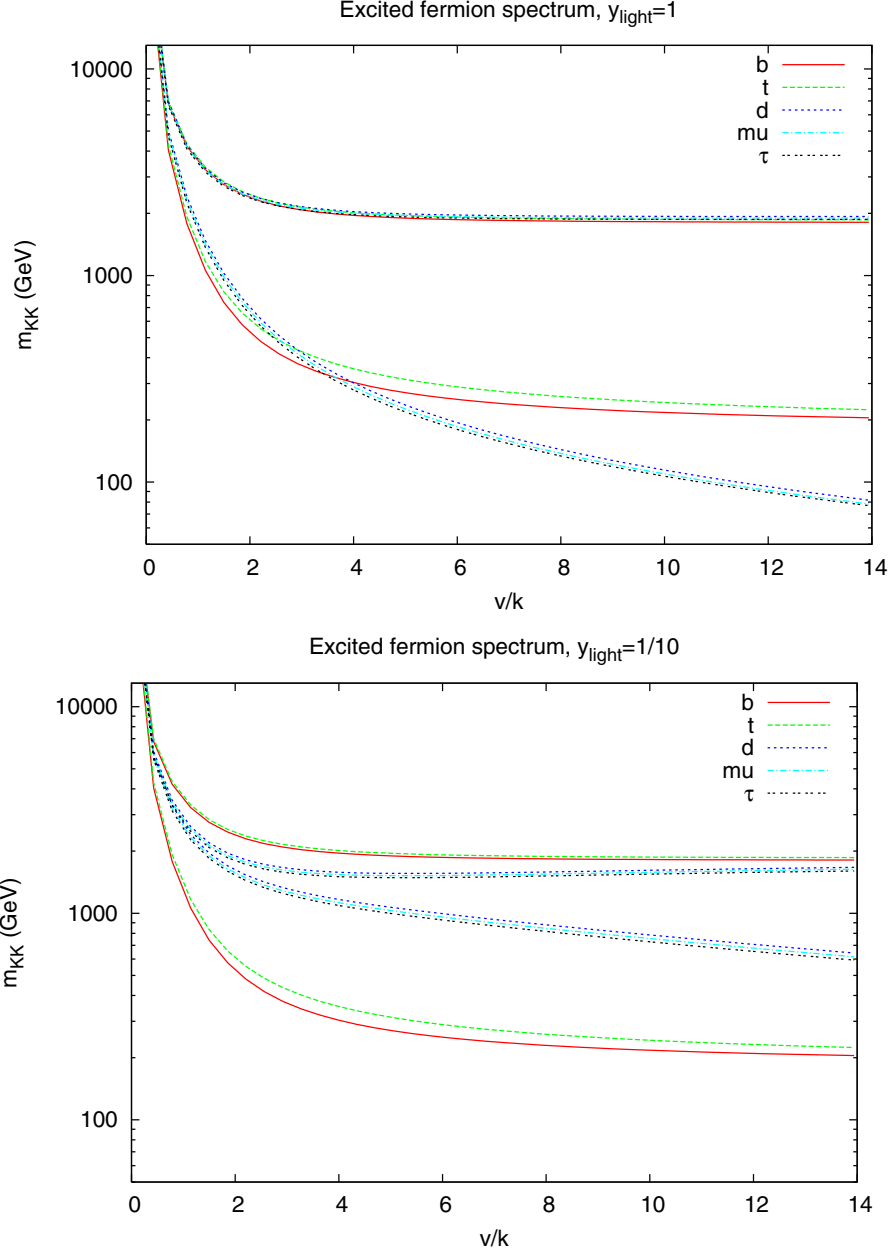 Excited fermion spectrum, y_light=1
m_KK (GeV)
10000
1000
100
b
t
d
mu
τ
0 2 4 6 8 10 12 14
v/k
Excited fermion spectrum, y_light=1/10
m_KK (GeV)
10000
1000
100
b
t
d
mu
τ
0 2 4 6 8 10 12 14
v/k